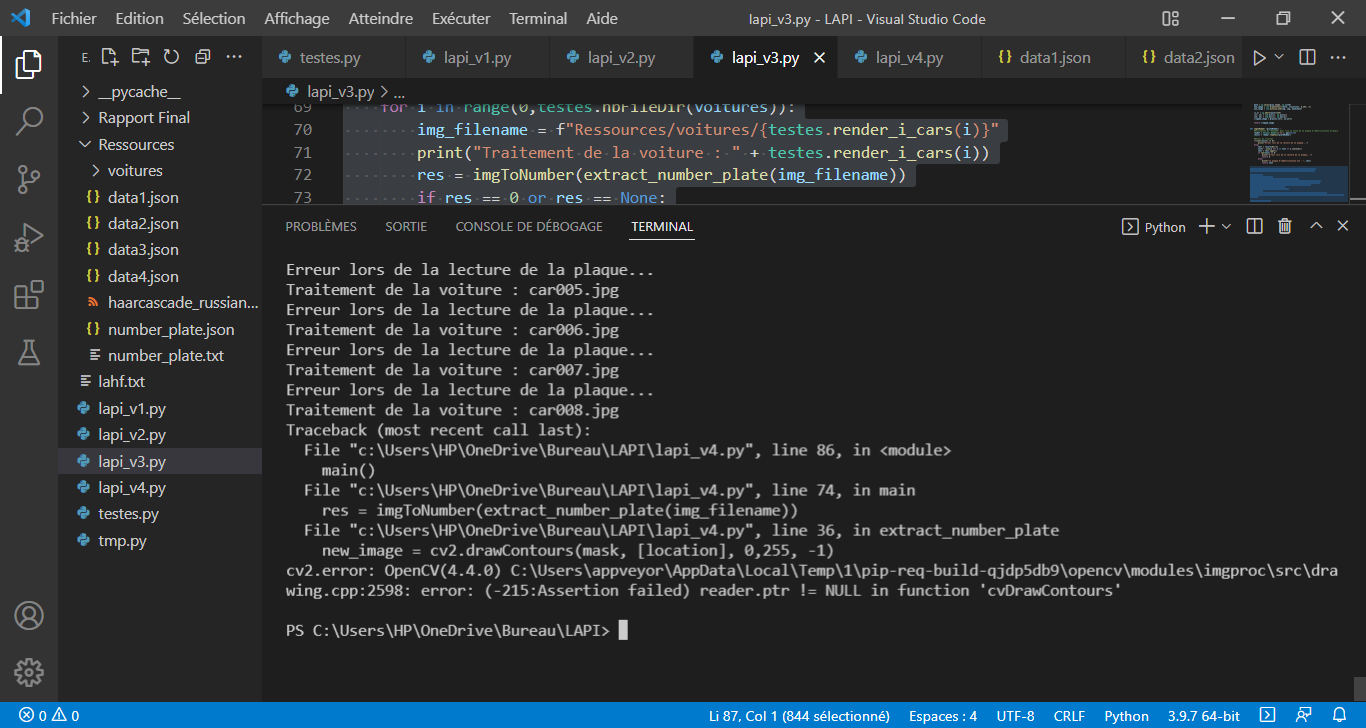 Fichier Edition Sélection Affichage Atteindre Exécuter Terminal Aide lapi_v3.py - LAPI - Visual Studio Code
E. testes.py lapi_v1.py lapi_v2.py lapi_v3.py lapi_v4.py {} data1.json {} data2.json
lapi_v3.py > ...
__pycache__
Rapport Final
Ressources
voitures
{} data1.json
{} data2.json
{} data3.json
{} data4.json
haarcascade_russian...
{} number_plate.json
number_plate.txt
lahf.txt
lapi_v1.py
lapi_v2.py
lapi_v3.py
lapi_v4.py
testes.py
tmp.py
69 for i in range(0,testes.nbFileDir(voitures)):
70 img_filename = f"Ressources/voitures/{testes.render_i_cars(i)}"
71 print("Traitement de la voiture : " + testes.render_i_cars(i))
72 res = imgToNumber(extract_number_plate(img_filename))
73 if res == 0 or res == None:
PROBLÈMES SORTIE CONSOLE DE DÉBOGAGE TERMINAL Python
Erreur lors de la lecture de la plaque...
Traitement de la voiture : car005.jpg
Erreur lors de la lecture de la plaque...
Traitement de la voiture : car006.jpg
Erreur lors de la lecture de la plaque...
Traitement de la voiture : car007.jpg
Erreur lors de la lecture de la plaque...
Traitement de la voiture : car008.jpg
Traceback (most recent call last):
File "c:\Users\HP\OneDrive\Bureau\LAPI\lapi_v4.py", line 86, in <module>
main()
File "c:\Users\HP\OneDrive\Bureau\LAPI\lapi_v4.py", line 74, in main
res = imgToNumber(extract_number_plate(img_filename))
File "c:\Users\HP\OneDrive\Bureau\LAPI\lapi_v4.py", line 36, in extract_number_plate
new_image = cv2.drawContours(mask, [location], 0,255, -1)
cv2.error: OpenCV(4.4.0) C:\Users\appveyor\AppData\Local\Temp\1\pip-req-build-qjdp5db9\opencv\modules\imgproc\src\dra
wing.cpp:2598: error: (-215:Assertion failed) reader.ptr != NULL in function 'cvDrawContours'
PS C:\Users\HP\OneDrive\Bureau\LAPI>
0 0 Li 87, Col 1 (844 sélectionné) Espaces : 4 UTF-8 CRLF Python 3.9.7 64-bit